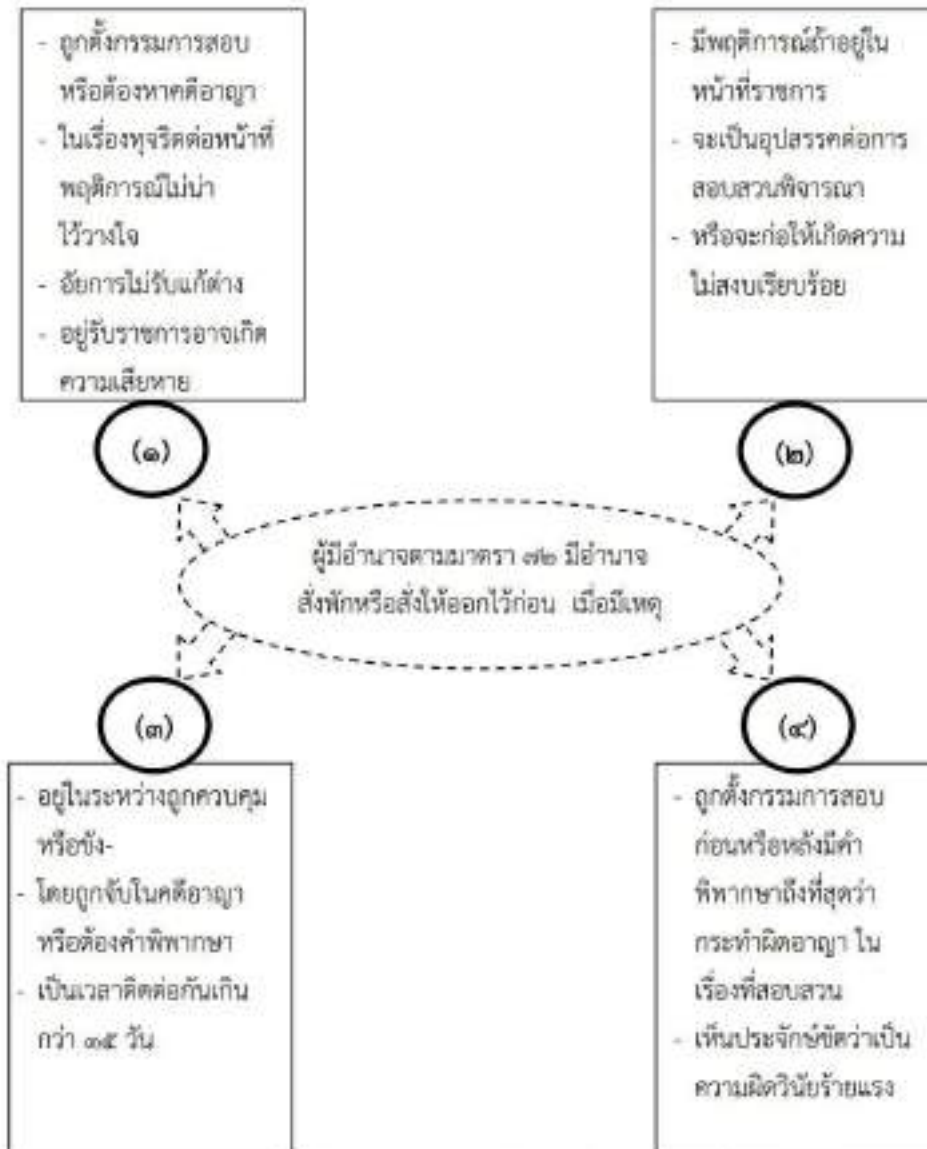 - ถูกตั้งกรรมการสอบ
หรือต้องหาคดีอาญา
- ในเรื่องทุจริตต่อหน้าที่
พฤติการณ์ไม่น่า
ไว้วางใจ
- อัยการไม่รับแก้ต่าง
- อยู่รับราชการอาจเกิด
ความเสียหาย
(๑)
- มีพฤติการณ์ถ้าอยู่ใน
หน้าที่ราชการ
- จะเป็นอุปสรรคต่อการ
สอบสวนพิจารณา
- หรือจะก่อให้เกิดความ
ไม่สงบเรียบร้อย
(๒)
ผู้มีอำนาจตามมาตรา ๗๒ มีอำนาจ
สั่งพักหรือสั่งให้ออกไว้ก่อน เมื่อมีเหตุ
(๓)
- อยู่ในระหว่างถูกควบคุม
หรือขัง-
- โดยถูกจับในคดีอาญา
หรือต้องคำพิพากษา
- เป็นเวลาติดต่อกันเกิน
กว่า ๑๕ วัน
(๔)
- ถูกตั้งกรรมการสอบ
ก่อนหรือหลังมีคำ
พิพากษาถึงที่สุดว่า
กระทำผิดอาญา ใน
เรื่องที่สอบสวน
- เห็นประจักษ์ชัดว่าเป็น
ความผิดวินัยร้ายแรง